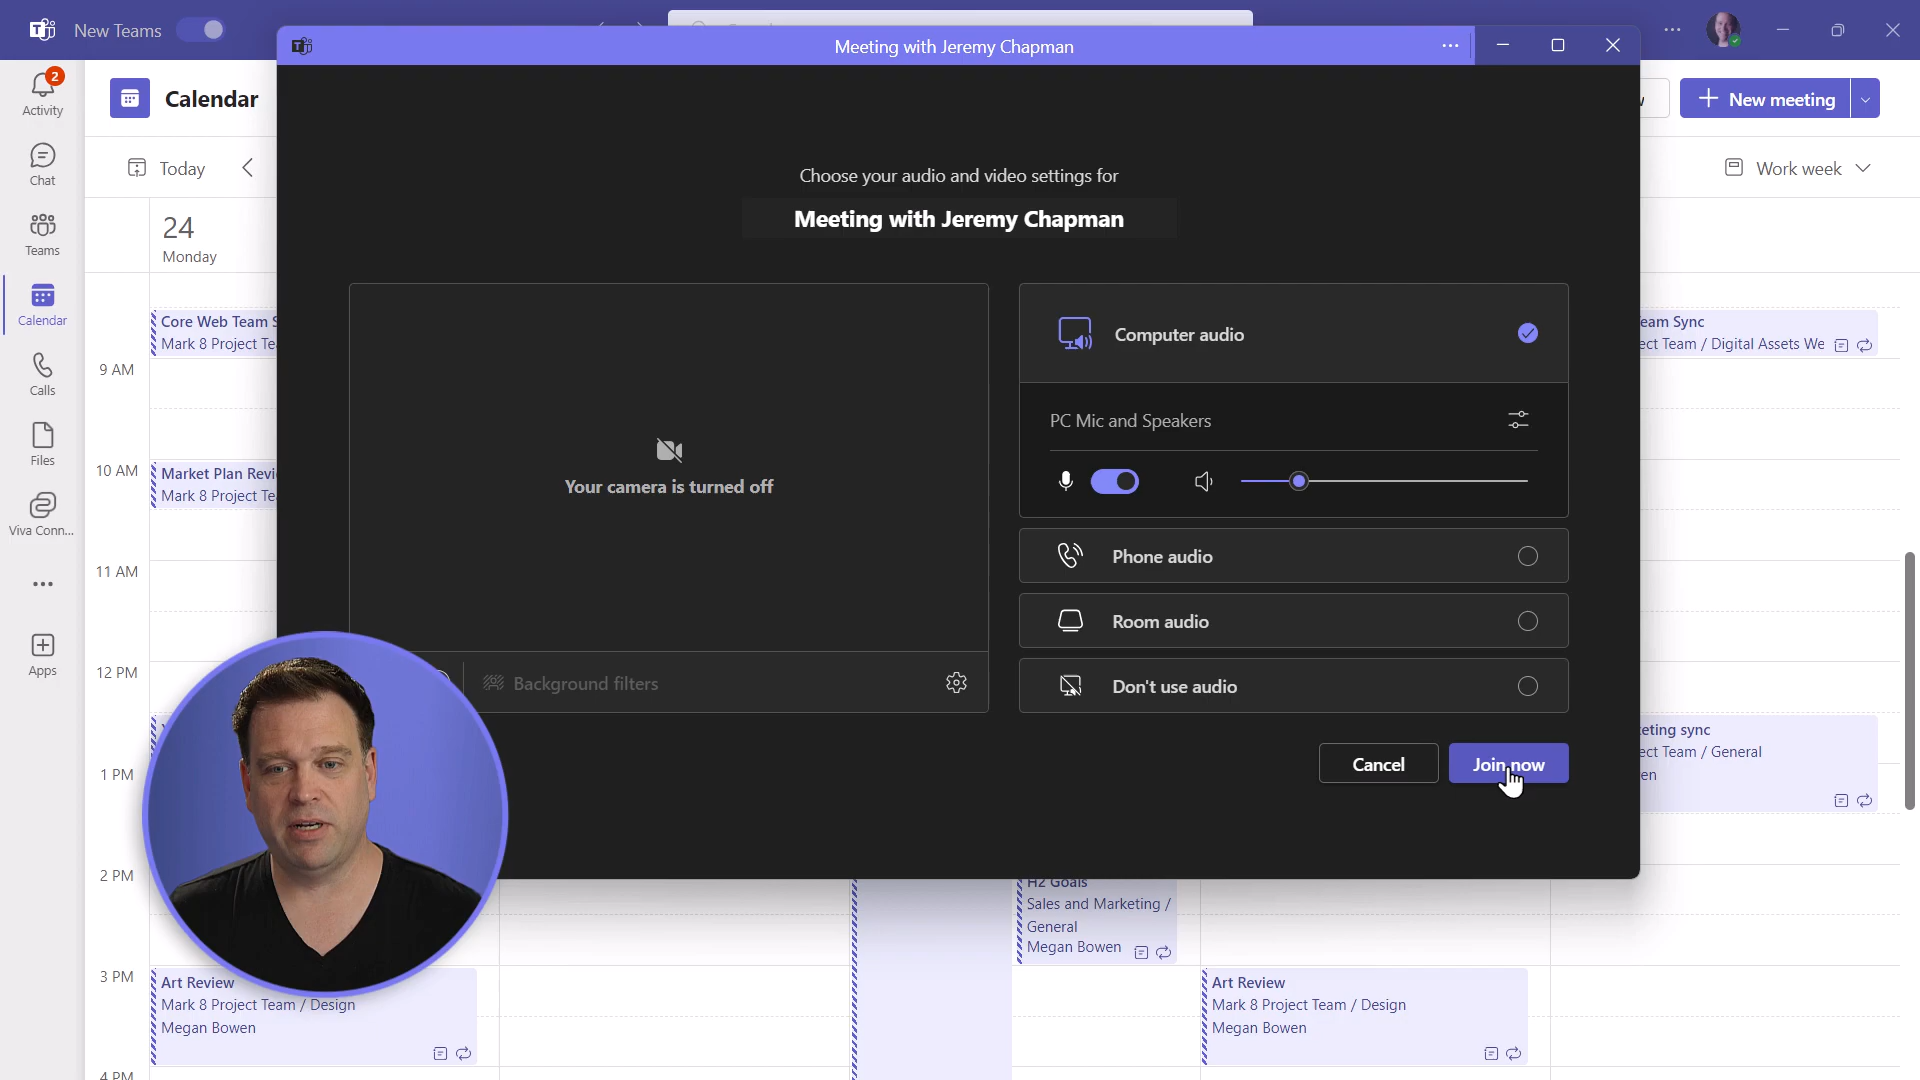 New Teams
Meeting with Jeremy Chapman
2
Activity
Chat
Teams
Calendar
Calls
Files
Viva Conn...
Apps
Calendar
New meeting
Today
Work week
24
Monday
9 AM
10 AM
11 AM
12 PM
1 PM
2 PM
3 PM
4 PM
Core Web Team S
Mark 8 Project Te
Market Plan Revi
Mark 8 Project Te
Choose your audio and video settings for
Meeting with Jeremy Chapman
Your camera is turned off
Background filters
Computer audio
PC Mic and Speakers
Phone audio
Room audio
Don't use audio
Cancel
Join now
eam Sync
ect Team / Digital Assets We
eting sync
ect Team / General
en
H2 Goals
Sales and Marketing /
General
Megan Bowen
Art Review
Mark 8 Project Team / Design
Megan Bowen
Art Review
Mark 8 Project Team / Design
Megan Bowen